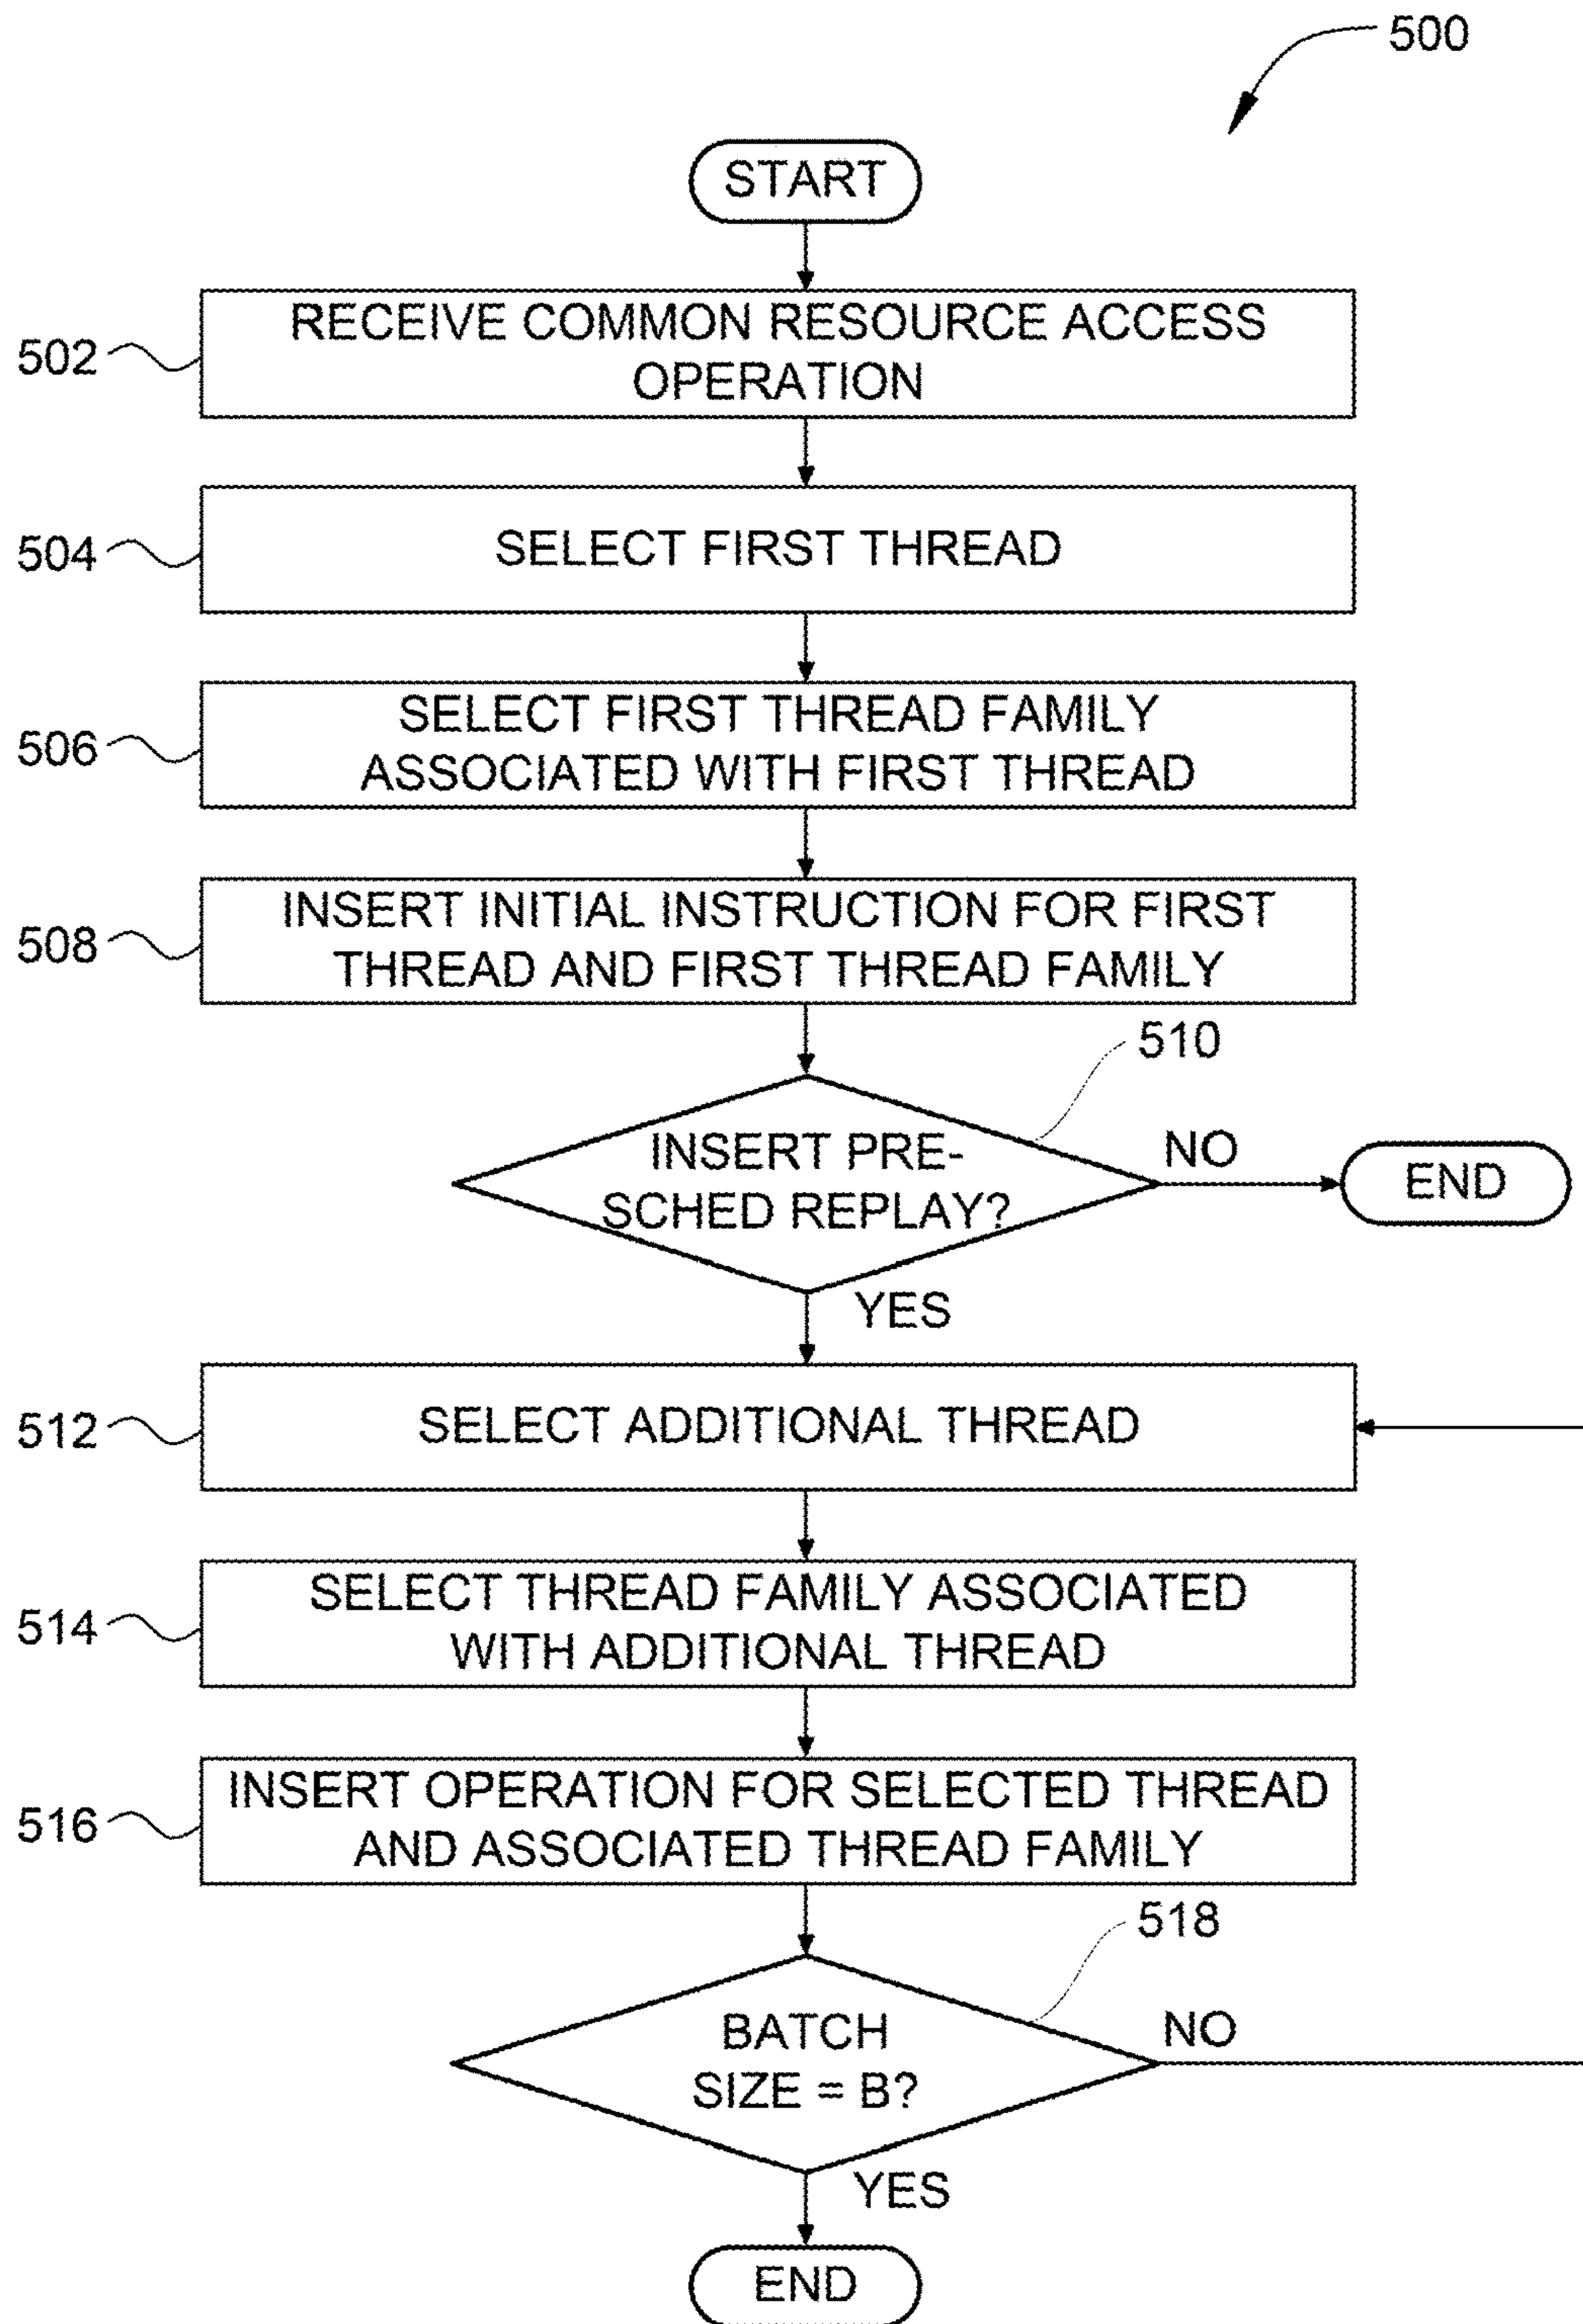 500
START
502
RECEIVE COMMON RESOURCE ACCESS
OPERATION
504
SELECT FIRST THREAD
506
SELECT FIRST THREAD FAMILY
ASSOCIATED WITH FIRST THREAD
508
INSERT INITIAL INSTRUCTION FOR FIRST
THREAD AND FIRST THREAD FAMILY
510
INSERT PRE-
SCHED REPLAY?
NO
END
YES
512
SELECT ADDITIONAL THREAD
514
SELECT THREAD FAMILY ASSOCIATED
WITH ADDITIONAL THREAD
516
INSERT OPERATION FOR SELECTED THREAD
AND ASSOCIATED THREAD FAMILY
518
BATCH
SIZE = B?
NO
YES
END